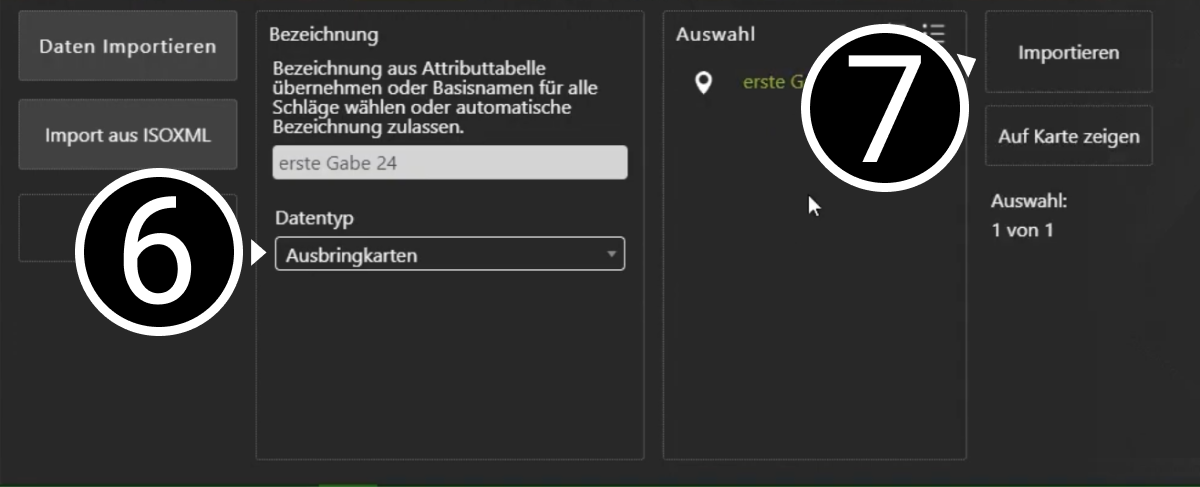 Daten Importieren
Import aus ISOXML
6
Bezeichnung
Bezeichnung aus Attributtabelle
übernehmen oder Basisnamen für alle
Schläge wählen oder automatische
Bezeichnung zulassen.
erste Gabe 24
Datentyp
Ausbringkarten
Auswahl
erste
7
Importieren
Auf Karte zeigen
Auswahl:
1 von 1